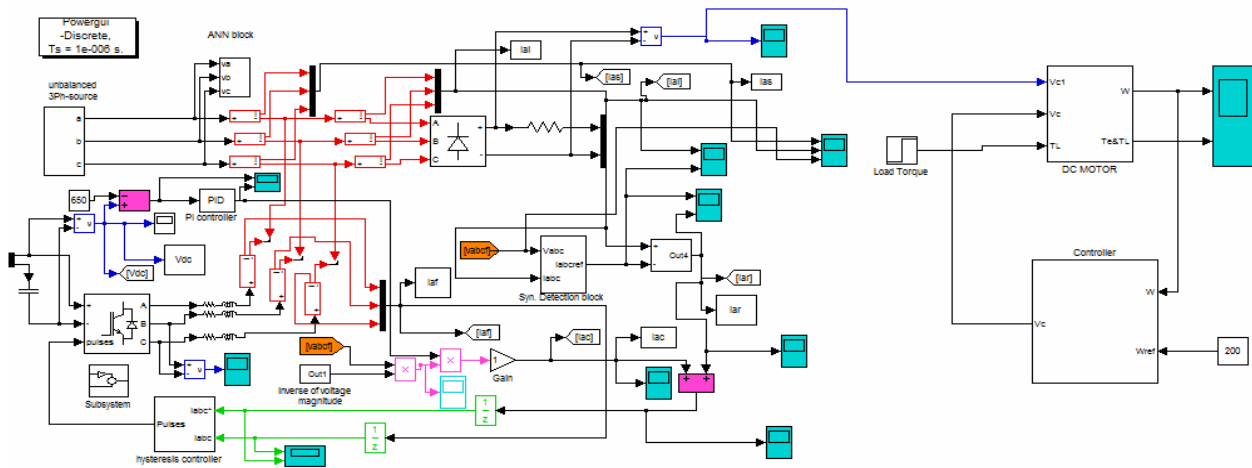 Powergui
-Discrete,
Ts = 1e-006 s.
ANN block
unbalanced
3Ph-source
va
vb
vc
a
b
c
A
B
C
+
-
Ial
[Ias]
[Ial]
Ias
+
-
v
Load Torque
Vc1
Vc
TL
W
Te&TL
DC MOTOR
650
PID
PI controller
+
-
v
Vdc
[Vdc]
[vabcf]
Vabc
Iabc
Iabcref
Syn. Detection block
+
-
Out4
[Iar]
Iar
+
-
pulses
A
B
C
Iaf
[Iaf]
[Iac]
Iac
[vabcf]
Out1
Inverse of voltage
magnitude
1
Gain
+
-
v
Subsystem
Iabc*
Iabc
Pulses
hysteresis controller
1
z
1
z
Controller
W
Wref
Vc
200